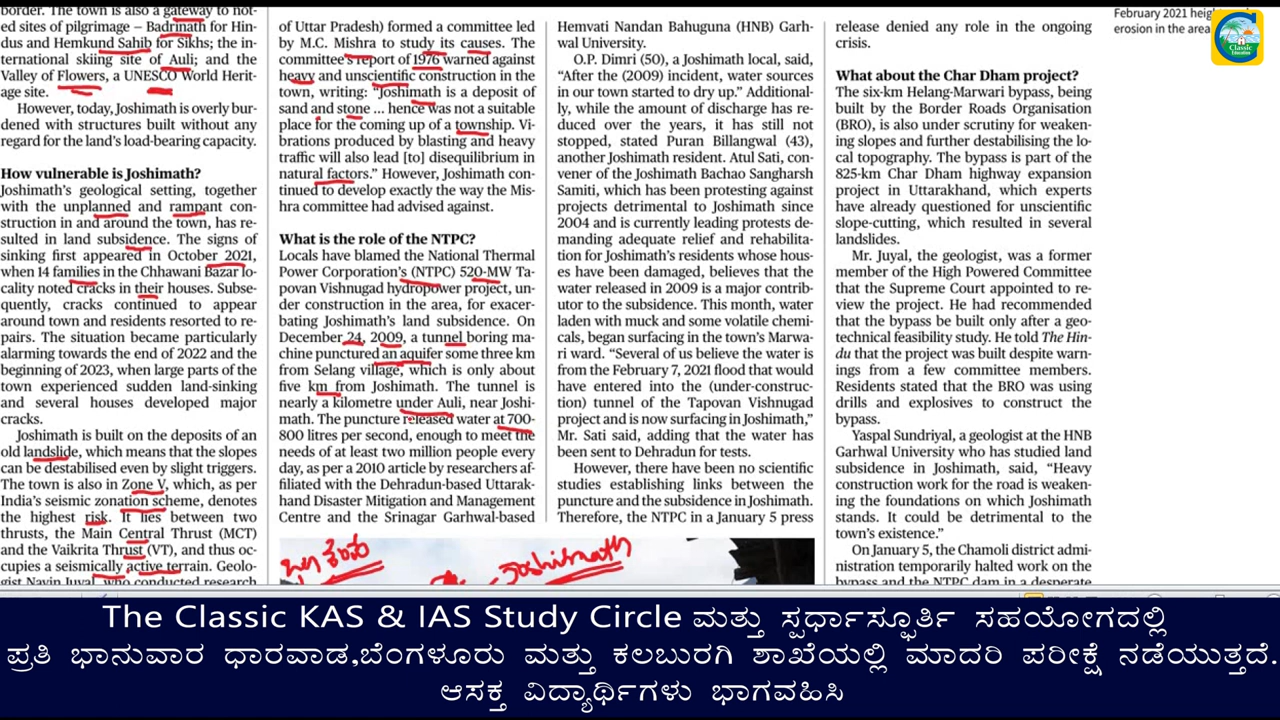 border. The town is also a gateway to not-
ed sites of pilgrimage – Badrinath for Hin-
dus and Hemkund Sahib for Sikhs; the in-
ternational skiing site of Auli; and the
Valley of Flowers, a UNESCO World Herit-
age site.
However, today, Joshimath is overly bur-
dened with structures built without any
regard for the land's load-bearing capacity.
How vulnerable is Joshimath?
Joshimath's geological setting, together
with the unplanned and rampant con-
struction in and around the town, has re-
sulted in land subsidence. The signs of
sinking first appeared in October 2021,
when 14 families in the Chhawani Bazar lo-
cality noted cracks in their houses. Subse-
quently, cracks continued to appear
around town and residents resorted to re-
pairs. The situation became particularly
alarming towards the end of 2022 and the
beginning of 2023, when large parts of the
town experienced sudden land-sinking
and several houses developed major
cracks.
Joshimath is built on the deposits of an
old landslide, which means that the slopes
can be destabilised even by slight triggers.
The town is also in Zone V, which, as per
India's seismic zonation scheme, denotes
the highest risk. It lies between two
thrusts, the Main Central Thrust (MCT)
and the Vaikrita Thrust (VT), and thus oc-
cupies a seismically active terrain. Geolo-
gist Navin Juyal, who conducted research
of Uttar Pradesh) formed a committee led
by M.C. Mishra to study its causes. The
committee's report of 1976 warned against
heavy and unscientific construction in the
town, writing: "Joshimath is a deposit of
sand and stone ... hence was not a suitable
place for the coming up of a township. Vi-
brations produced by blasting and heavy
traffic will also lead [to] disequilibrium in
natural factors." However, Joshimath con-
tinued to develop exactly the way the Mis-
hra committee had advised against.
What is the role of the NTPC?
Locals have blamed the National Thermal
Power Corporation's (NTPC) 520-MW Ta-
povan Vishnugad hydropower project, un-
der construction in the area, for exacer-
bating Joshimath's land subsidence. On
December 24, 2009, a tunnel boring ma-
chine punctured an aquifer some three km
from Selang village, which is only about
five km from Joshimath. The tunnel is
nearly a kilometre under Auli, near Joshi-
math. The puncture released water at 700-
800 litres per second, enough to meet the
needs of at least two million people every
day, as per a 2010 article by researchers af-
filiated with the Dehradun-based Uttarak-
hand Disaster Mitigation and Management
Centre and the Srinagar Garhwal-based
Joshimath
Hemvati Nandan Bahuguna (HNB) Garh-
wal University.
O.P. Dimri (50), a Joshimath local, said,
"After the (2009) incident, water sources
in our town started to dry up." Additional-
ly, while the amount of discharge has re-
duced over the years, it has still not
stopped, stated Puran Billangwal (43),
another Joshimath resident. Atul Sati, con-
vener of the Joshimath Bachao Sangharsh
Samiti, which has been protesting against
projects detrimental to Joshimath since
2004 and is currently leading protests de-
manding adequate relief and rehabilita-
tion for Joshimath's residents whose hous-
es have been damaged, believes that the
water released in 2009 is a major contrib-
utor to the subsidence. This month, water
laden with muck and some volatile chemi-
cals, began surfacing in the town's Marwa-
ri ward. "Several of us believe the water is
from the February 7, 2021 flood that would
have entered into the (under-construc-
tion) tunnel of the Tapovan Vishnugad
project and is now surfacing in Joshimath,"
Mr. Sati said, adding that the water has
been sent to Dehradun for tests.
However, there have been no scientific
studies establishing links between the
puncture and the subsidence in Joshimath.
Therefore, the NTPC in a January 5 press
release denied any role in the ongoing
crisis.
What about the Char Dham project?
The six-km Helang-Marwari bypass, being
built by the Border Roads Organisation
(BRO), is also under scrutiny for weaken-
ing slopes and further destabilising the lo-
cal topography. The bypass is part of the
825-km Char Dham highway expansion
project in Uttarakhand, which experts
have already questioned for unscientific
slope-cutting, which resulted in several
landslides.
Mr. Juyal, the geologist, was a former
member of the High Powered Committee
that the Supreme Court appointed to re-
view the project. He had recommended
that the bypass be built only after a geo-
technical feasibility study. He told The Hin-
du that the project was built despite warn-
ings from a few committee members.
Residents stated that the BRO was using
drills and explosives to construct the
bypass.
Yaspal Sundriyal, a geologist at the HNB
Garhwal University who has studied land
subsidence in Joshimath, said, "Heavy
construction work for the road is weaken-
ing the foundations on which Joshimath
stands. It could be detrimental to the
town's existence."
On January 5, the Chamoli district admi-
nistration temporarily halted work on the
bypass and the NTPC dam in a desperate
February 2021
erosion in the area
Classic
Education
The Classic KAS & IAS Study Circle ಮತ್ತು ಸ್ಪರ್ಧಾಸ್ಫೂರ್ತಿ ಸಹಯೋಗದಲ್ಲಿ
ಪ್ರತಿ ಭಾನುವಾರ ಧಾರವಾಡ,ಬೆಂಗಳೂರು ಮತ್ತು ಕಲಬುರಗಿ ಶಾಖೆಯಲ್ಲಿ ಮಾದರಿ ಪರೀಕ್ಷೆ ನಡೆಯುತ್ತದೆ.
ಆಸಕ್ತ ವಿದ್ಯಾರ್ಥಿಗಳು ಭಾಗವಹಿಸಿ